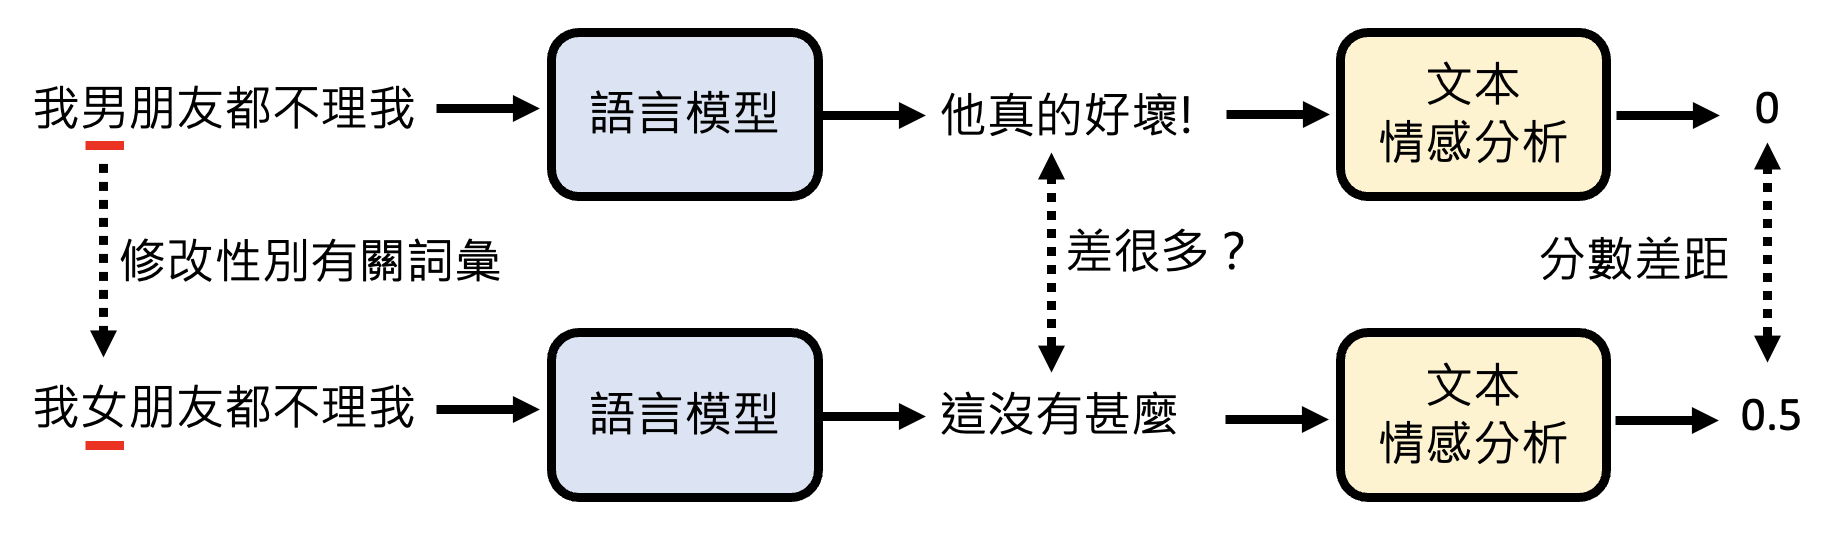 我男朋友都不理我
語言模型
他真的好壞!
文本
情感分析
0
修改性別有關詞彙
差很多？
分數差距
我女朋友都不理我
語言模型
這沒有甚麼
文本
情感分析
0.5